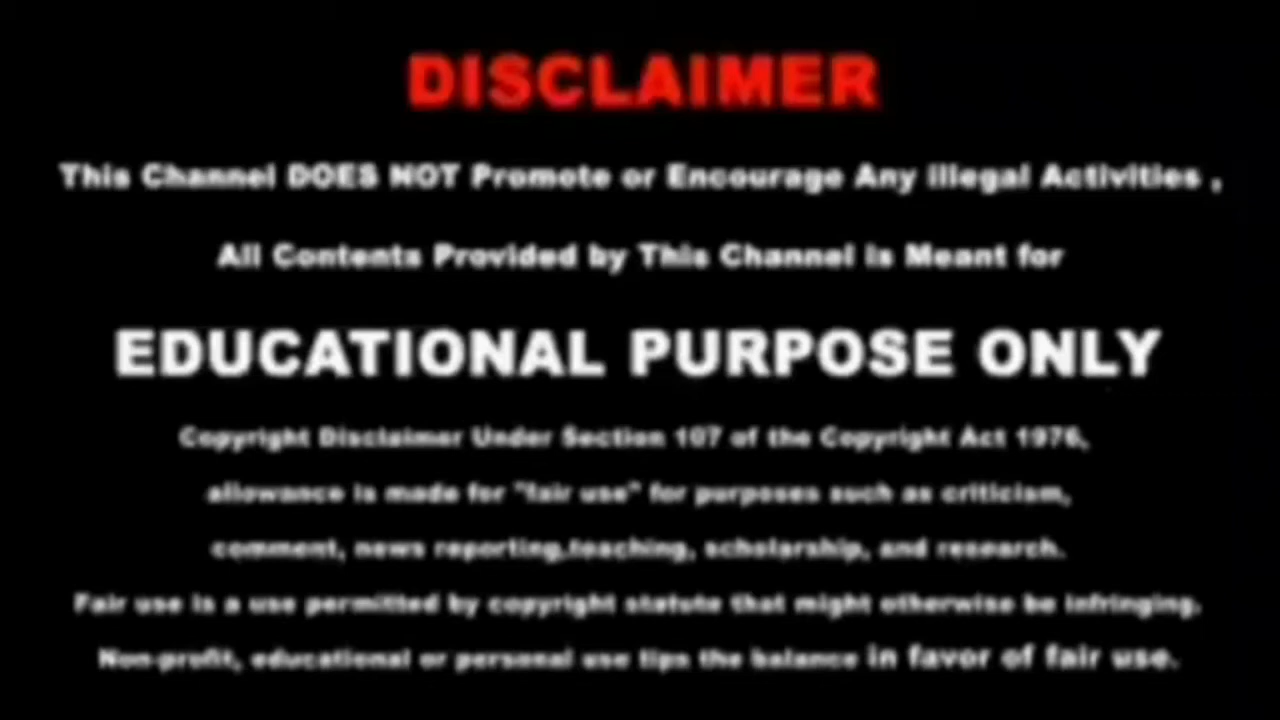 DISCLAIMER
This Channel DOES NOT Promote or Encourage Any illegal Activities ,
All Contents Provided by This Channel is Meant for
EDUCATIONAL PURPOSE ONLY
Copyright Disclaimer Under Section 107 of the Copyright Act 1976,
allowance is made for "fair use" for purposes such as criticism,
comment, news reporting,teaching, scholarship, and research.
Fair use is a use permitted by copyright statute that might otherwise be infringing.
Non-profit, educational or personal use tips the balance in favor of fair use.